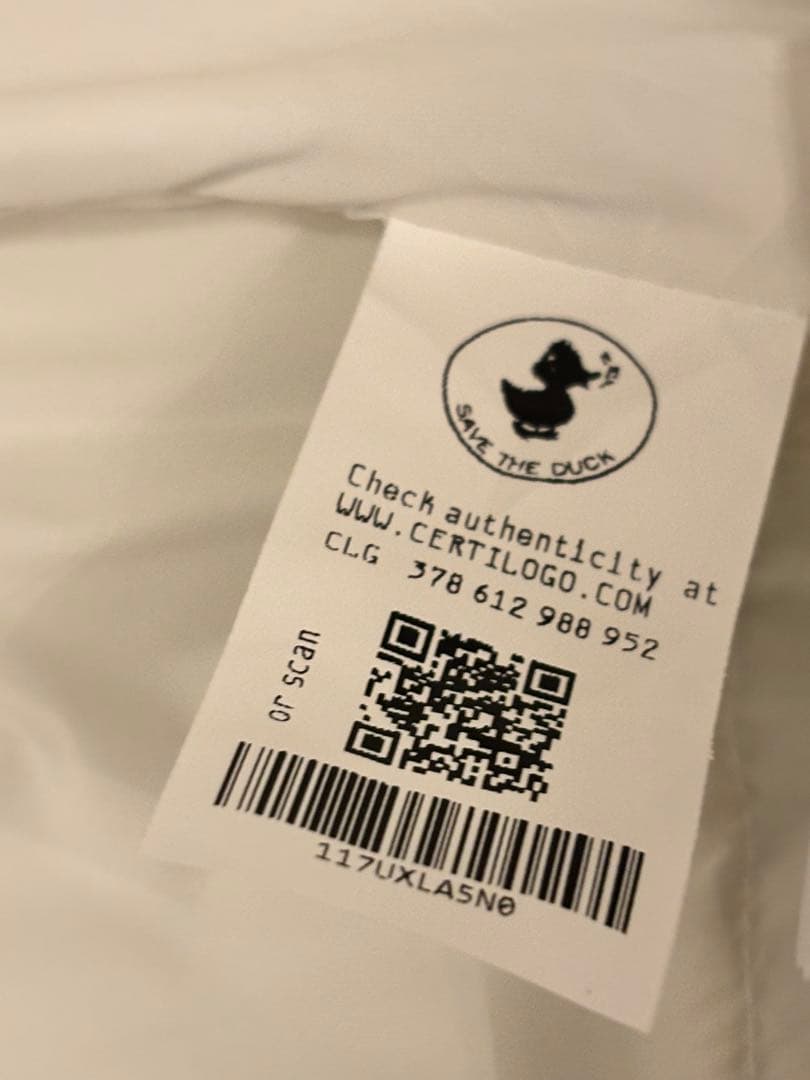 SAVE THE DUCK
Check authenticity at
WWW.CERTILOGO.COM
CLG 378 612 988 952
or scan
117UXLA5N0